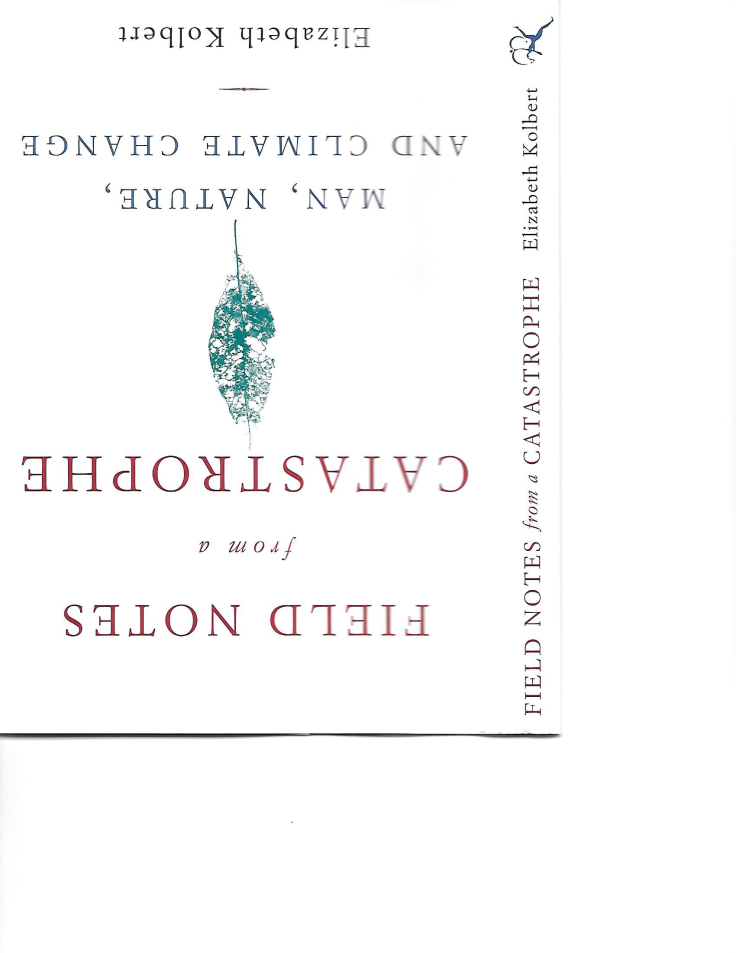 FIELD NOTES
from a
CATASTROPHE
MAN, NATURE,
AND CLIMATE CHANGE
Elizabeth Kolbert
FIELD NOTES from a CATASTROPHE Elizabeth Kolbert